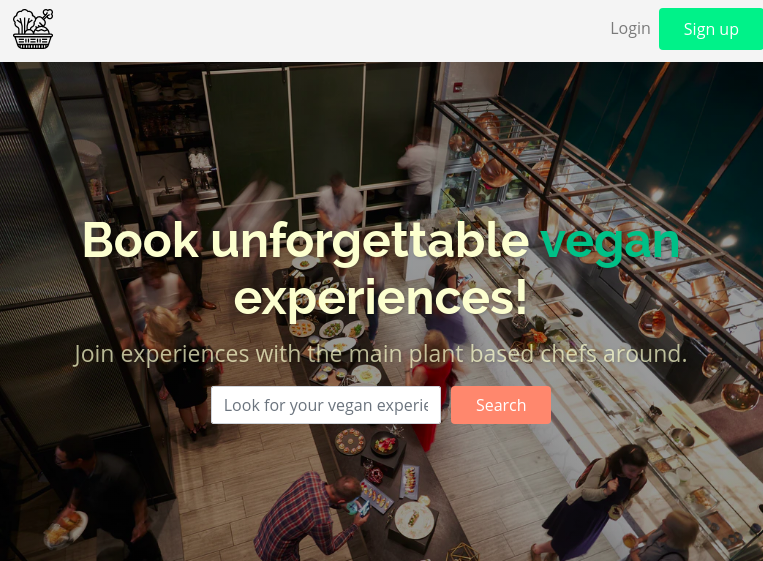 Login
Sign up
Book unforgettable vegan
experiences!
Join experiences with the main plant based chefs around.
Look for your vegan experie
Search